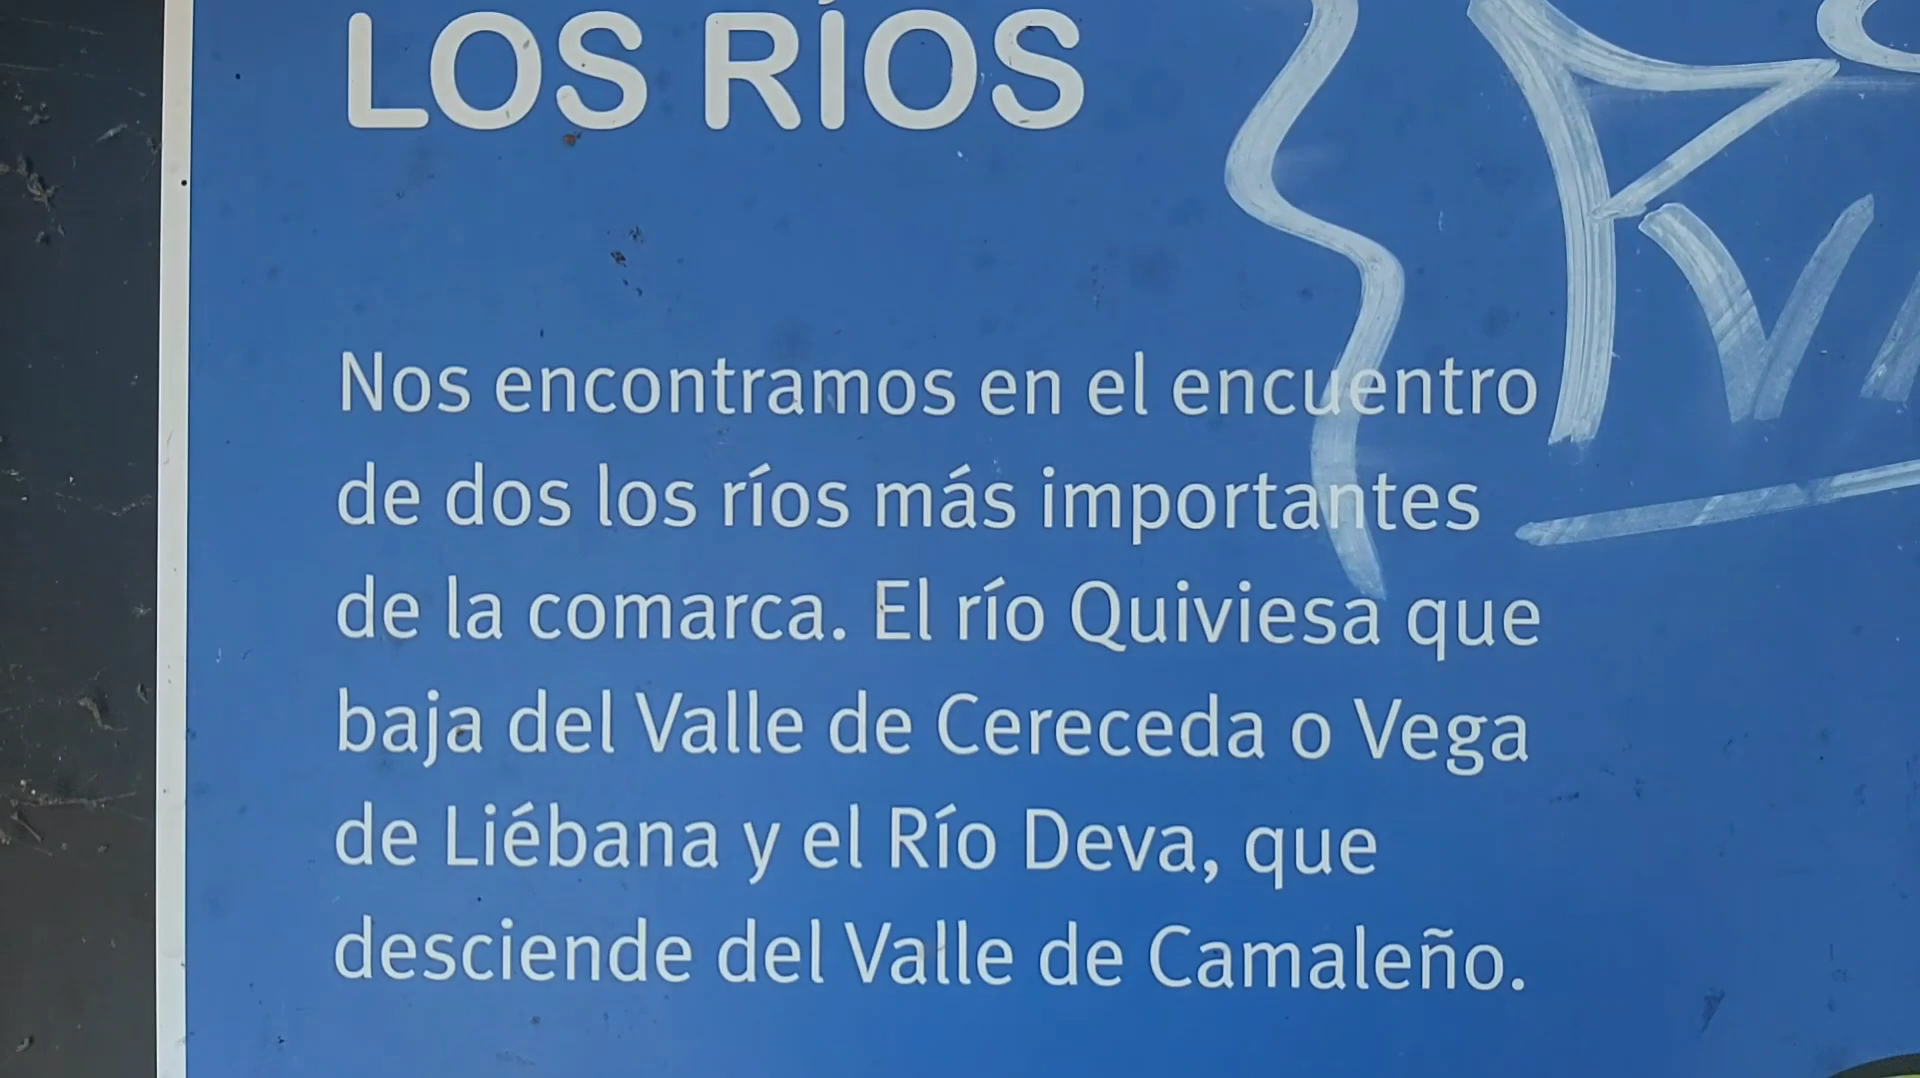 LOS RÍOS
Nos encontramos en el encuentro
de dos los ríos más importantes
de la comarca. El río Quiviesa que
baja del Valle de Cereceda o Vega
de Liébana y el Río Deva, que
desciende del Valle de Camaleño.